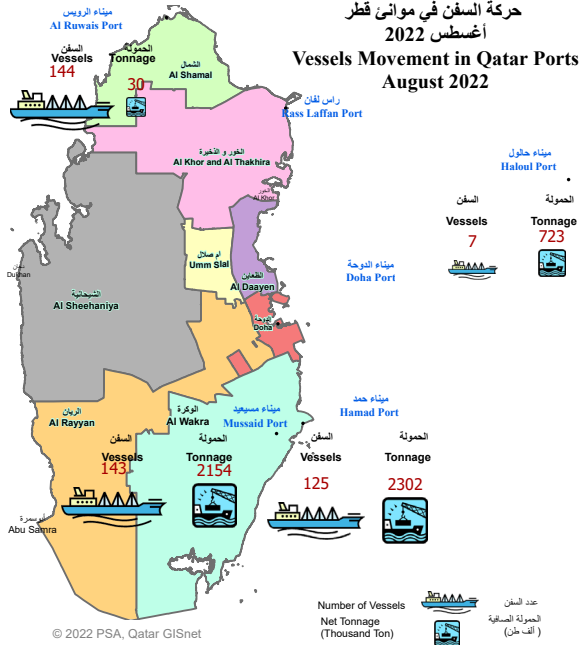 حركة السفن في موانئ قطر
أغسطس 2022
Vessels Movement in Qatar Ports
August 2022
ميناء الرويس
Al Ruwais Port
السفن
Vessels
144
الحمولة
Tonnage
30
الشمال
Al Shamal
راس لفان
Rass Laffan Port
الخور و الذخيرة
Al Khor and Al Thakhira
الخور
Al Khor
ميناء حالول
Haloul Port
السفن
Vessels
7
الحمولة
Tonnage
723
ام صلال
Umm Slal
الظعاين
Al Daayen
ميناء الدوحة
Doha Port
دخان
Dukhan
الشيحانية
Al Sheehaniya
الدوحة
Doha
الريان
Al Rayyan
الوكرة
Al Wakra
ميناء مسيعيد
Mussaid Port
ميناء حمد
Hamad Port
السفن
Vessels
143
الحمولة
Tonnage
2154
السفن
Vessels
125
الحمولة
Tonnage
2302
أبو سمرة
Abu Samra
Number of Vessels
عدد السفن
Net Tonnage
(Thousand Ton)
الحمولة الصافية
( ألف طن)
© 2022 PSA, Qatar GISnet